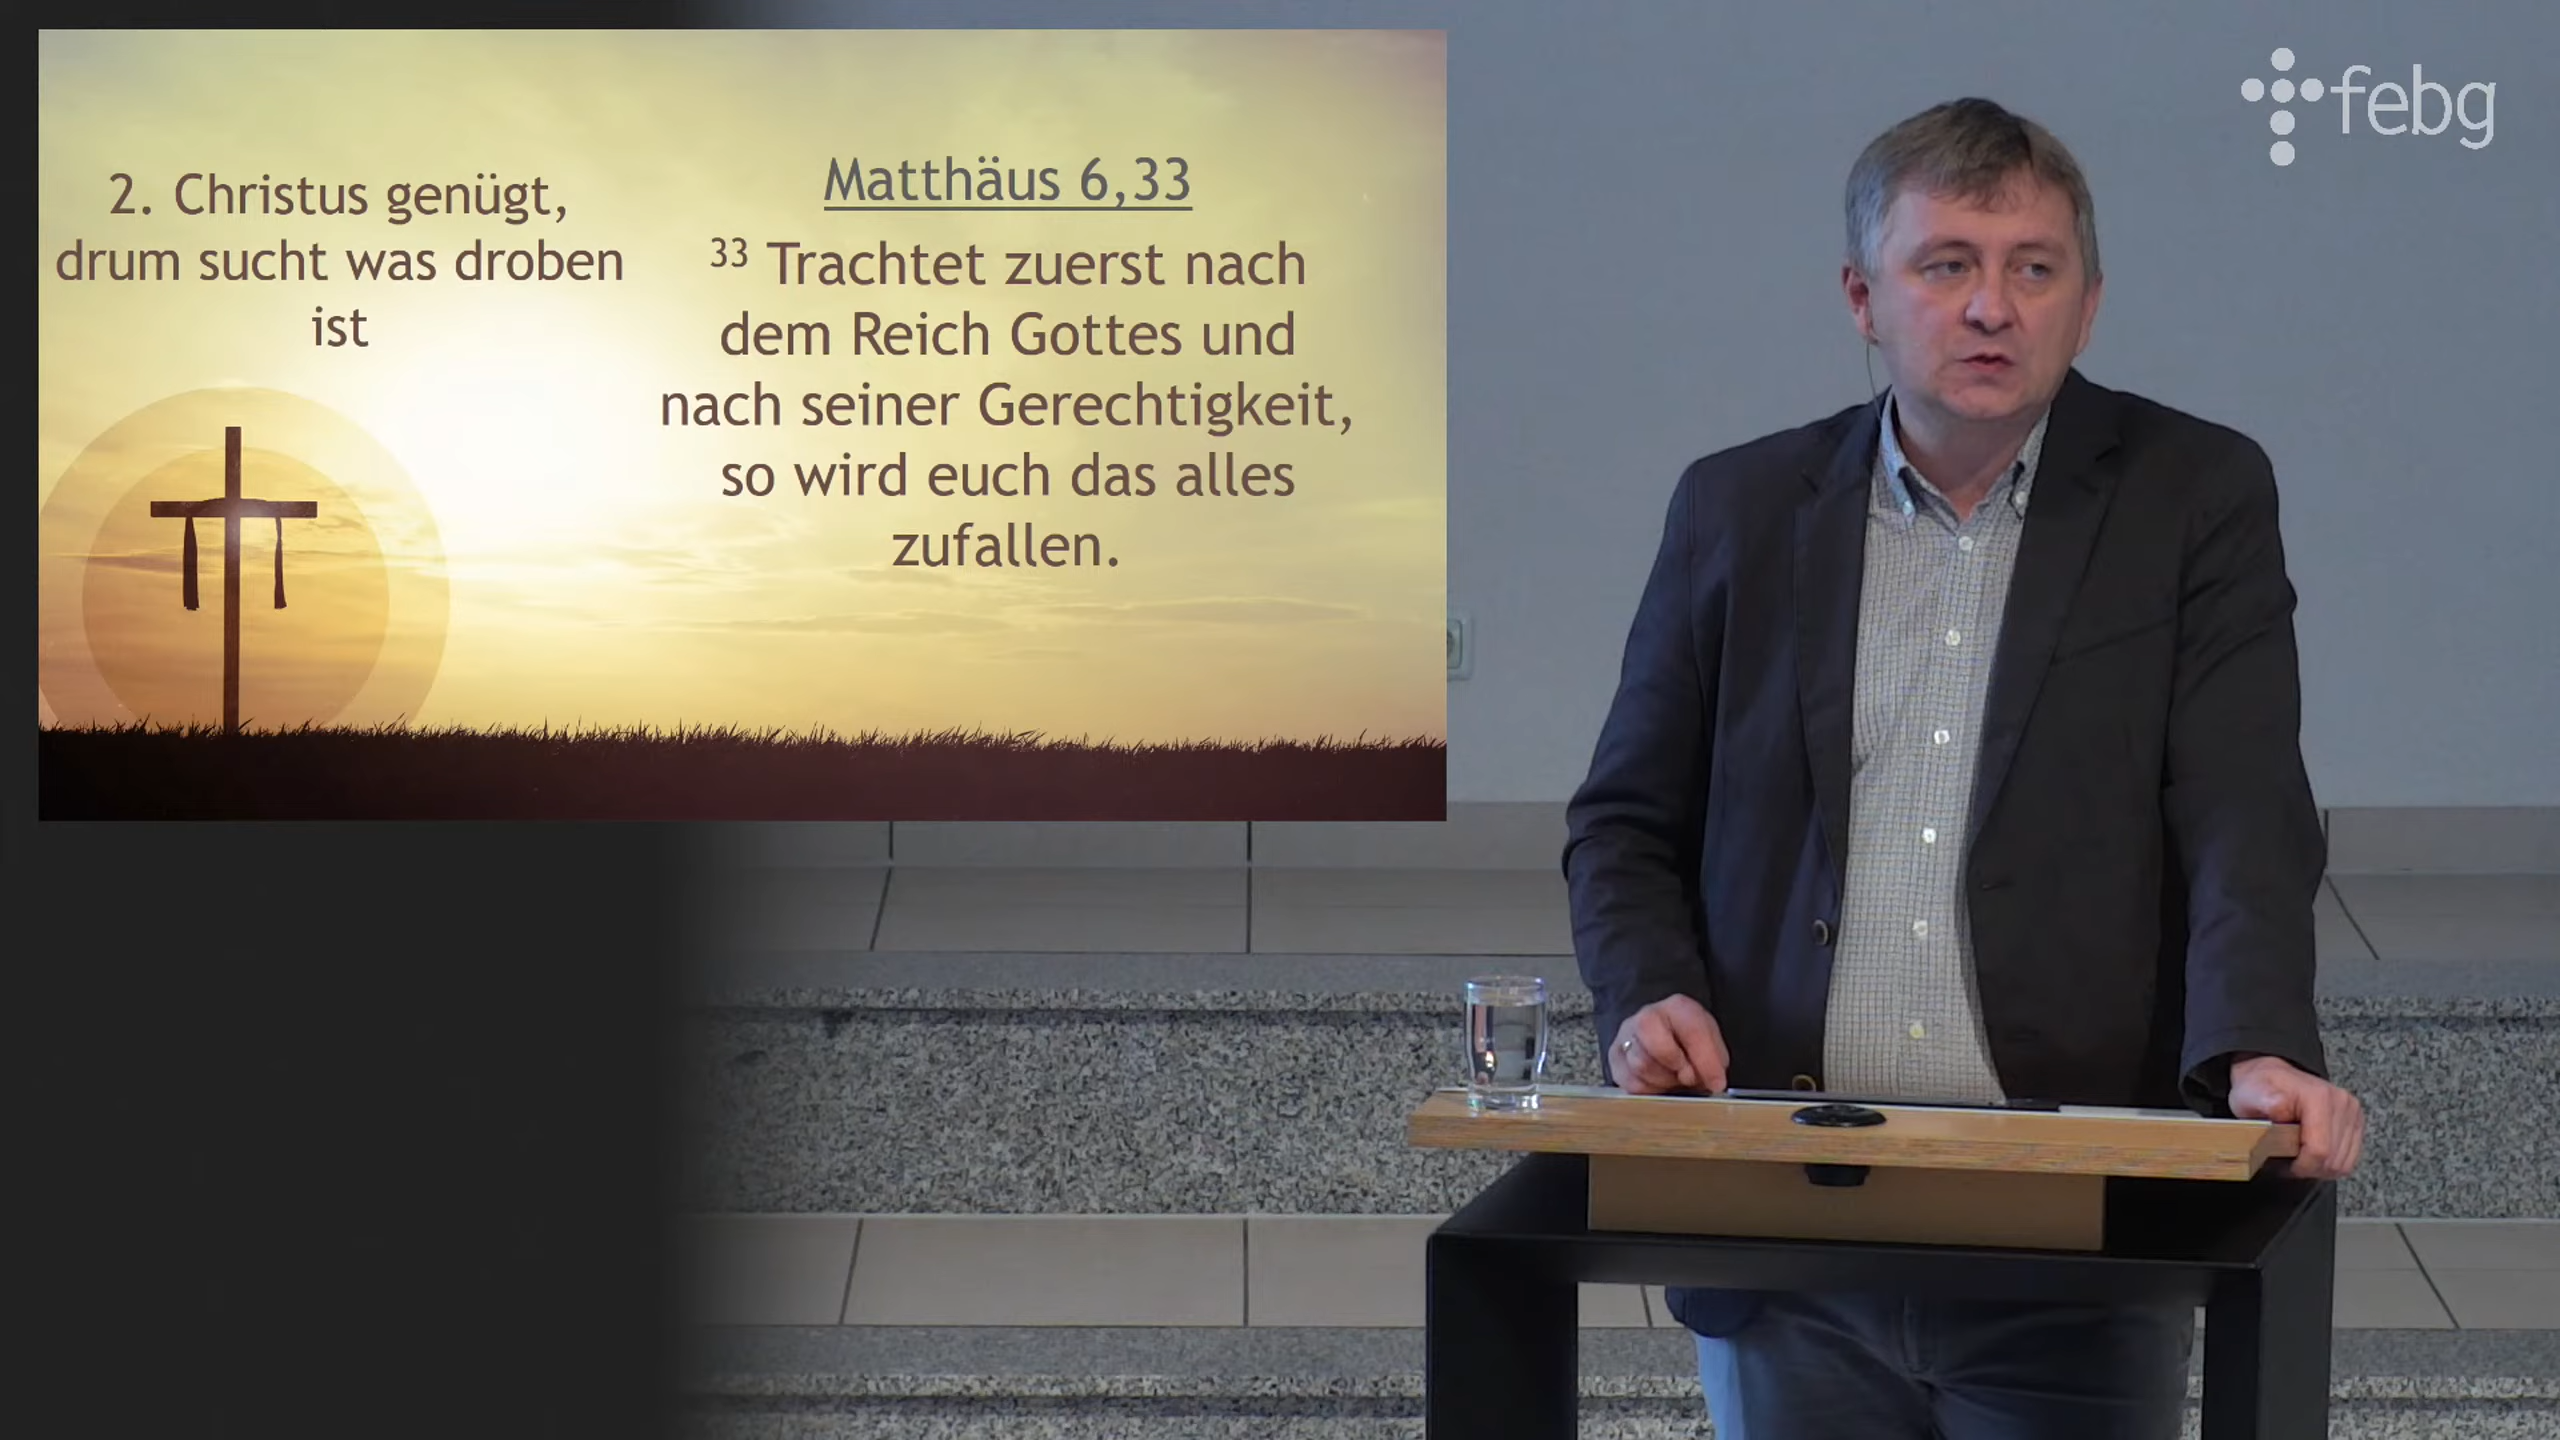 2. Christus genügt,
drum sucht was droben
ist
Matthäus 6,33
33 Trachtet zuerst nach
dem Reich Gottes und
nach seiner Gerechtigkeit,
so wird euch das alles
zufallen.
febg